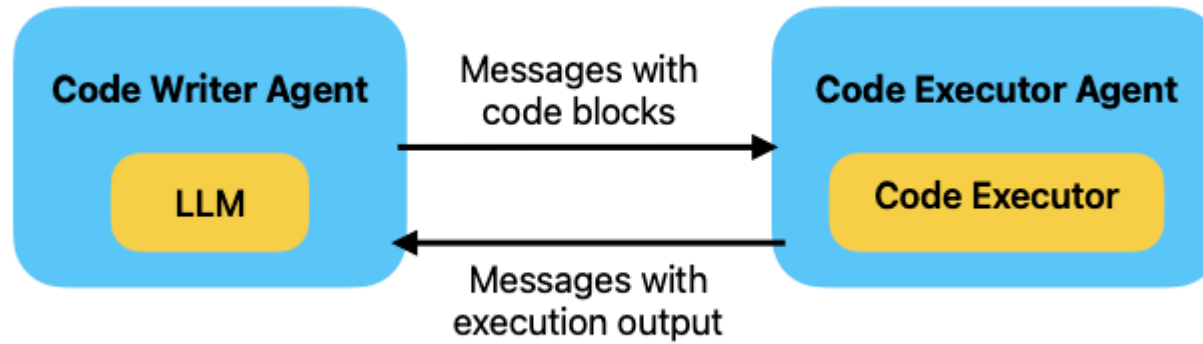 Code Writer Agent
LLM
Messages with
code blocks
Messages with
execution output
Code Executor Agent
Code Executor